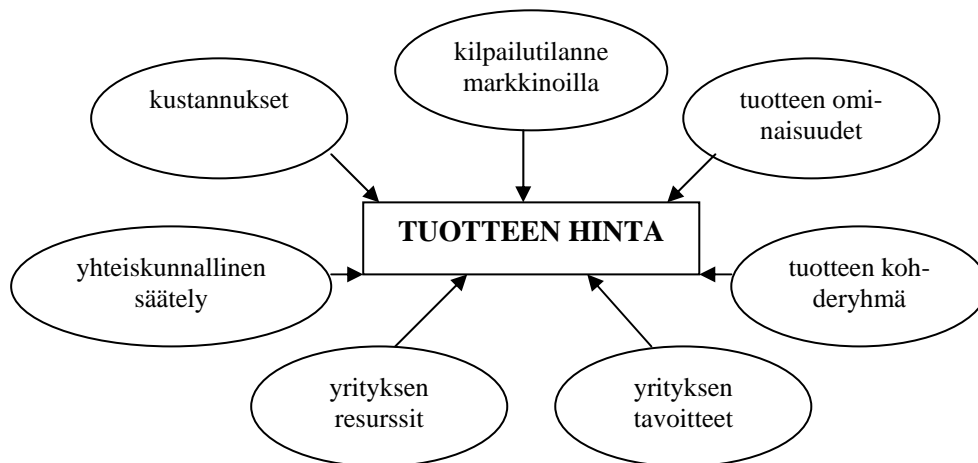 kilpailutilanne
markkinoilla
kustannukset
tuotteen omi-
naisuudet
TUOTTEEN HINTA
yhteiskunnallinen
säätely
tuotteen koh-
deryhmä
yrityksen
resurssit
yrityksen
tavoitteet